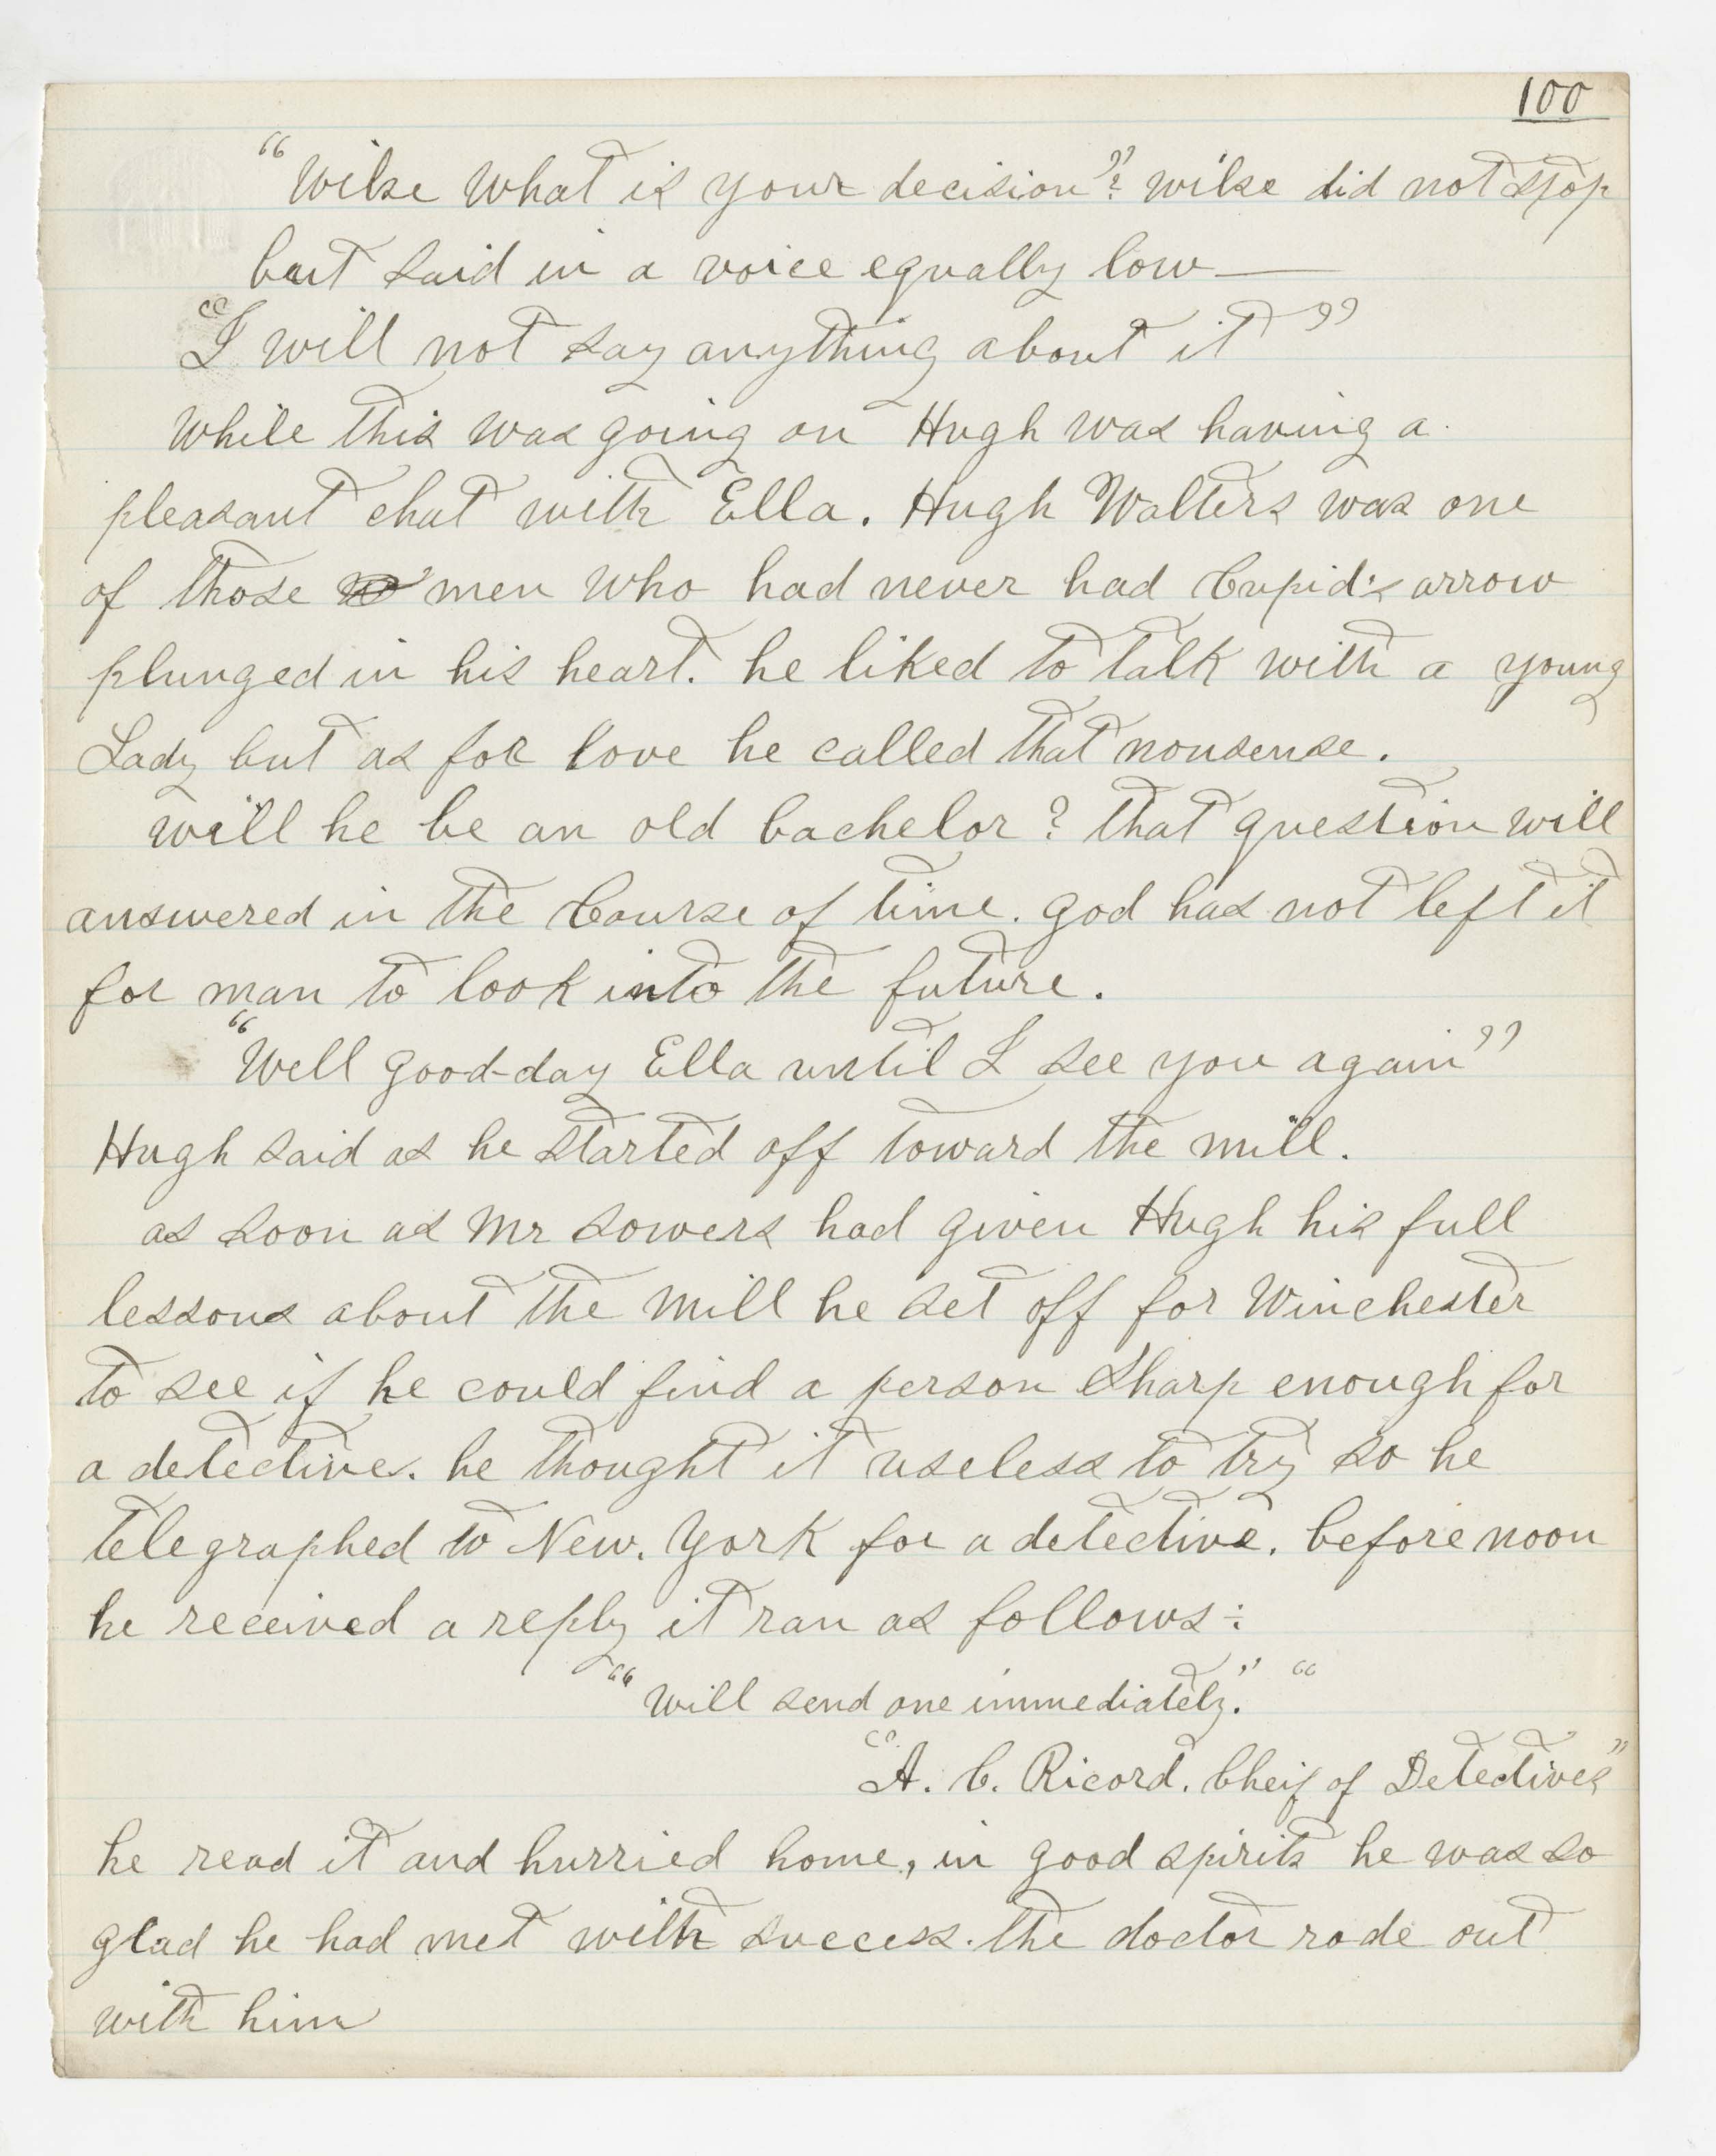 100
"Wilse what is your decision"? wilse did not stop
but said in a voice equally low—
"I will not say anything about it"
while this was going on Hugh was having a
pleasant chat with Ella. Hugh Walters was one
of those men who had never had Cupid's arrow
plunged in his heart. he liked to talk with a young
Lady but as for love he called that nonsense.
will he be an old bachelor? that question will
answered in the Course of time. god has not left it
for man to look into the future.
"Well good-day Ella until I see you again"
Hugh said as he started off toward the mill.
as soon as Mr Sowers had given Hugh his full
lessons about the mill he set off for Winchester
to see if he could find a person sharp enough for
a detective. he thought it useless to try so he
telegraphed to New. York for a detective. before noon
he received a reply it ran as follows:
"will send one immediately." "
"A. C. Ricord. Cheif of Detectives"
he read it and hurried home, in good spirits he was so
glad he had met with success. the doctor rode out
with him